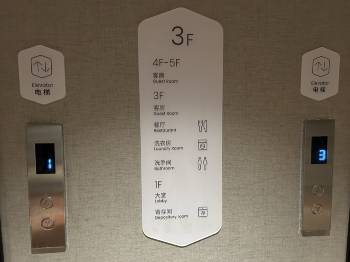 3F
4F-5F
客房
Guest Room
3F
客房
Guest Room
餐厅
Restaurant
洗衣房
Laundry Room
洗手间
Bathroom
1F
大堂
Lobby
寄存间
Depository room
Elevator
电梯
1
Elevator
电梯
3